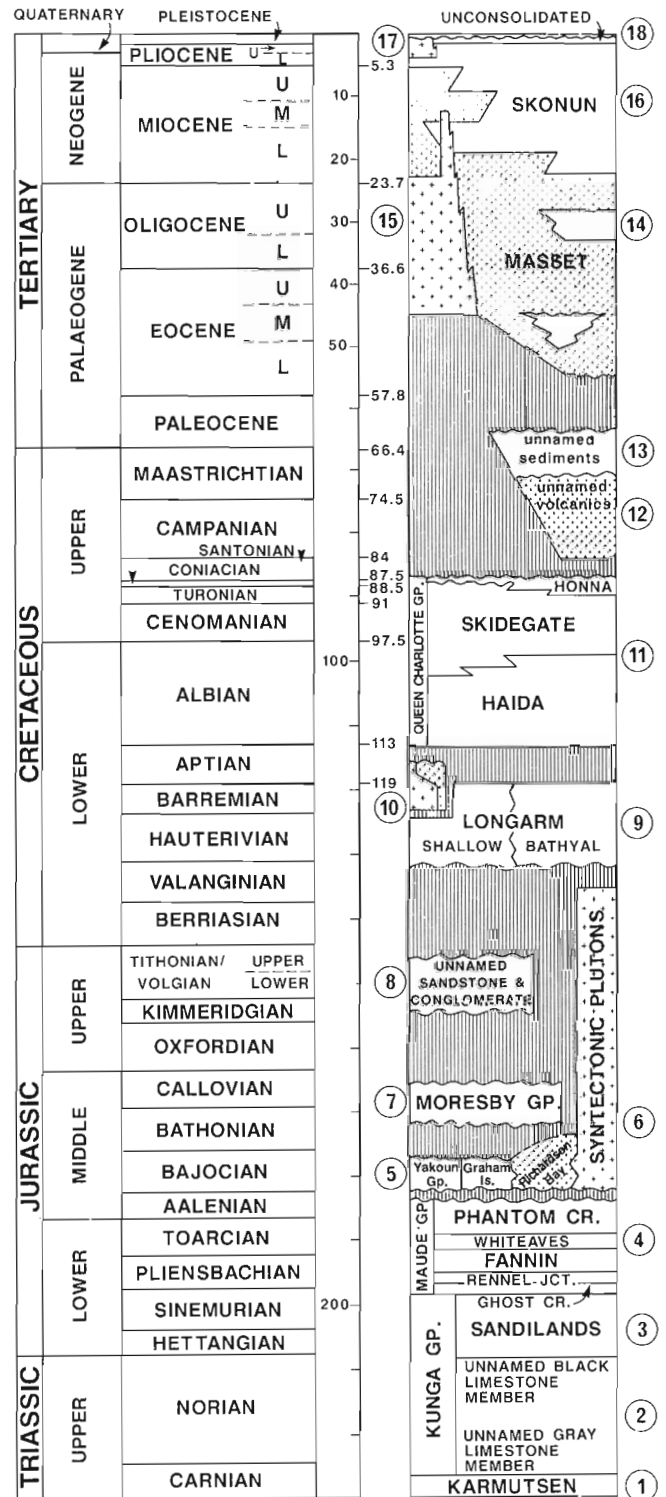 QUATERNARY
PLEISTOCENE
UNCONSOLIDATED
TERTIARY
NEOGENE
PALAEOGENE
PLIOCENE
U
L
MIOCENE
U
M
L
OLIGOCENE
U
L
EOCENE
U
M
L
PALEOCENE
CRETACEOUS
UPPER
LOWER
MAASTRICHTIAN
CAMPANIAN
SANTONIAN
CONIACIAN
TURONIAN
CENOMANIAN
ALBIAN
APTIAN
BARREMIAN
HAUTERIVIAN
VALANGINIAN
BERRIASIAN
JURASSIC
UPPER
MIDDLE
LOWER
TITHONIAN/ UPPER
VOLGIAN LOWER
KIMMERIDGIAN
OXFORDIAN
CALLOVIAN
BATHONIAN
BAJOCIAN
AALENIAN
TOARCIAN
PLIENSBACHIAN
SINEMURIAN
HETTANGIAN
TRIASSIC
UPPER
NORIAN
CARNIAN
5.3
10
20
23.7
30
36.6
40
50
57.8
66.4
74.5
84
87.5
88.5
91
97.5
100
113
119
200
17
18
SKONUN
16
15
14
MASSET
unnamed
sediments
13
unnamed
volcanics
12
HONNA
QUEEN CHARLOTTE GP.
SKIDEGATE
11
HAIDA
10
LONGARM
9
SHALLOW BATHYAL
8
UNNAMED
SANDSTONE &
CONGLOMERATE
SYNTECTONIC PLUTONS.
7
MORESBY GP.
6
5
Yakoun
Gp.
Graham
Is.
Richardson
Bay
MAUDE GP
PHANTOM CR.
WHITEAVES
4
FANNIN
RENNEL JCT.
GHOST CR.
KUNGA GP.
SANDILANDS
3
UNNAMED BLACK
LIMESTONE
MEMBER
2
UNNAMED GRAY
LIMESTONE
MEMBER
KARMUTSEN
1